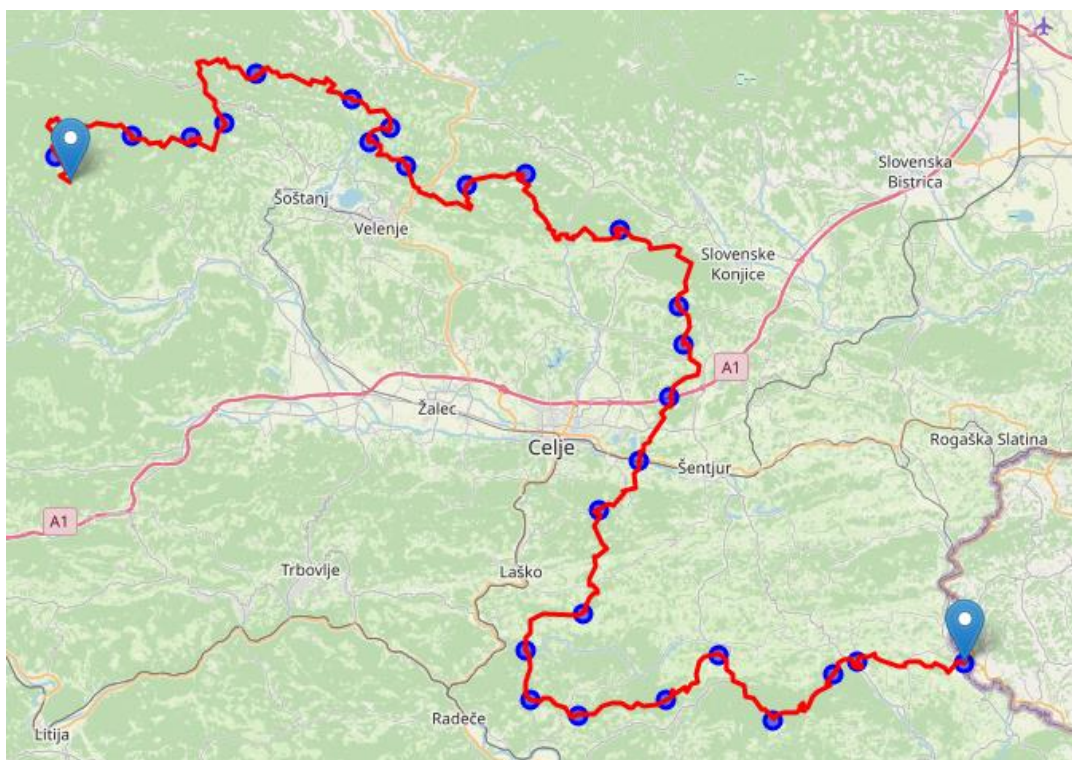 Slovenska
Bistrica
Šoštanj
Velenje
Slovenske
Konjice
A1
Žalec
Celje
Rogaška Slatina
Šentjur
A1
Trbovlje
Laško
Radeče
Litija